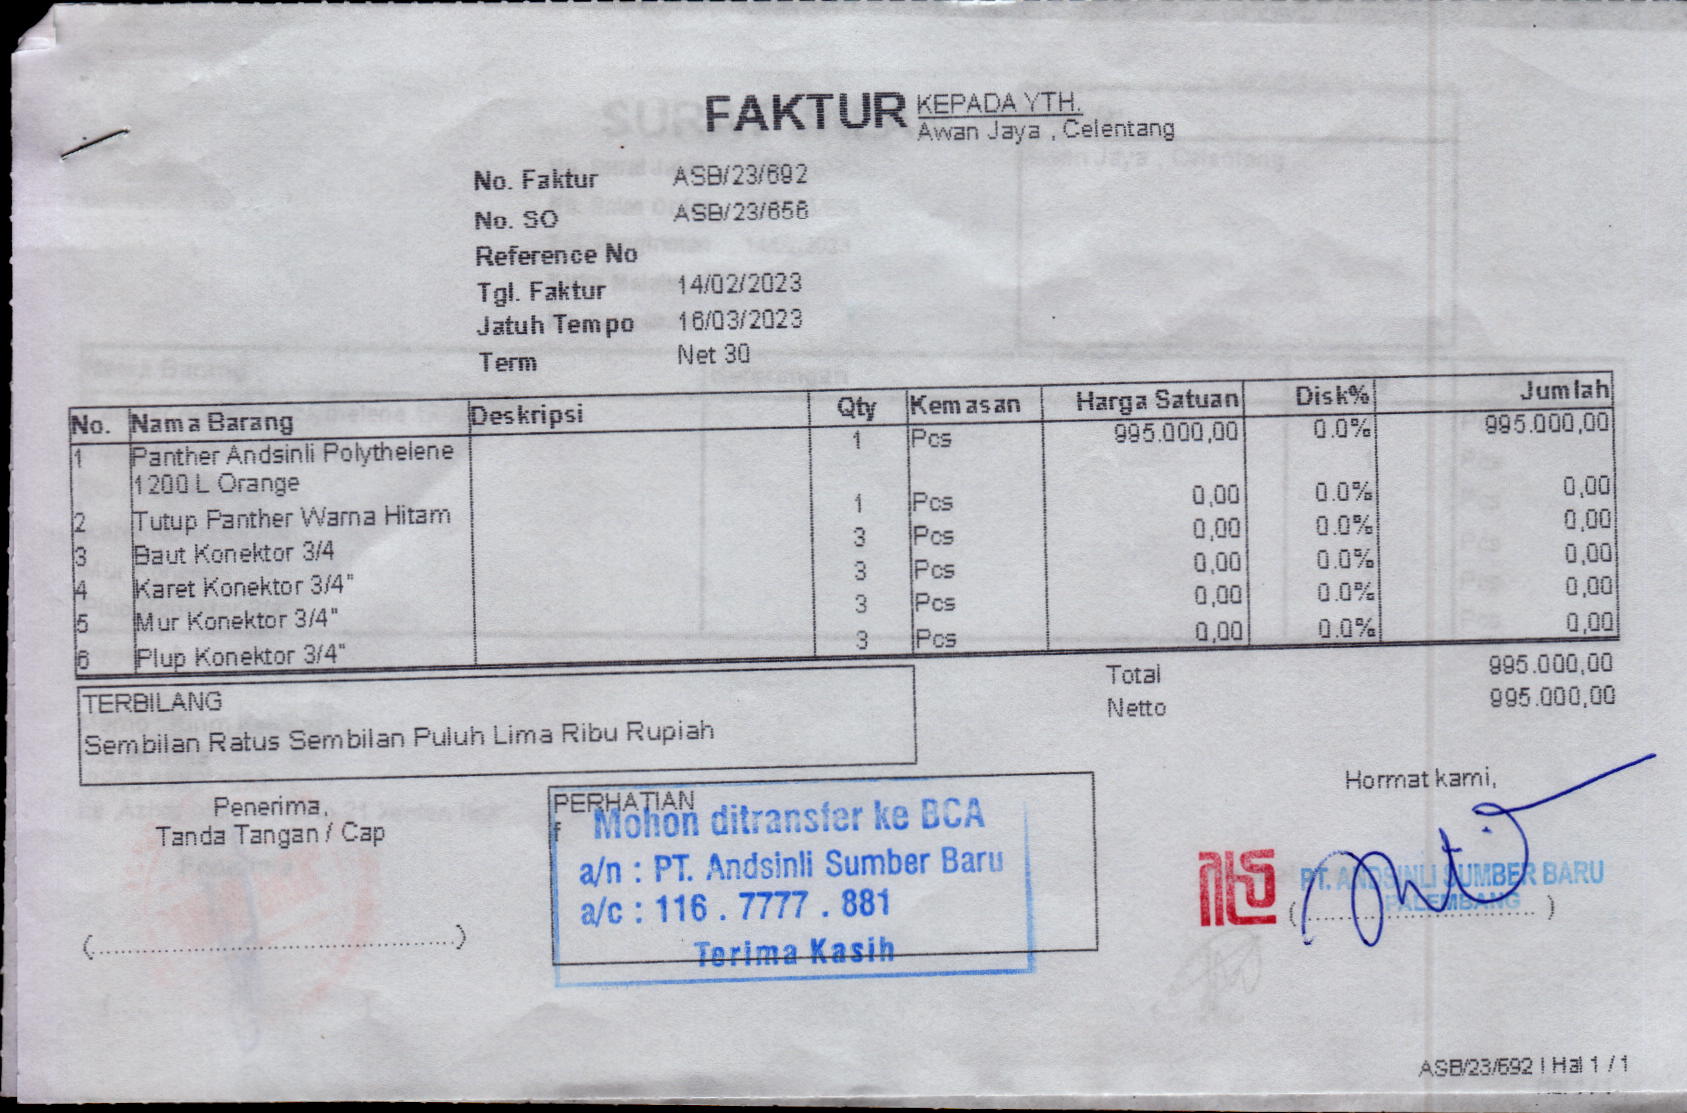 FAKTUR
KEPADA YTH.
Awan Jaya , Celentang
No. Faktur ASB/23/692
No. SO ASB/23/656
Reference No
Tgl. Faktur 14/02/2023
Jatuh Tempo 16/03/2023
Term Net 30
No. Nama Barang Deskripsi Qty Kemasan Harga Satuan Disk% Jumlah
1 Panther Andsinli Polythelene 1 Pcs 995.000,00 0.0% 995.000,00
1200 L Orange
2 Tutup Panther Warna Hitam 1 Pcs 0,00 0.0% 0,00
3 Baut Konektor 3/4 3 Pcs 0,00 0.0% 0,00
4 Karet Konektor 3/4" 3 Pcs 0,00 0.0% 0,00
5 Mur Konektor 3/4" 3 Pcs 0,00 0.0% 0,00
6 Plup Konektor 3/4" 3 Pcs 0,00 0.0% 0,00
Total 995.000,00
Netto 995.000,00
TERBILANG
Sembilan Ratus Sembilan Puluh Lima Ribu Rupiah
Penerima,
Tanda Tangan / Cap
(....................................................)
PERHATIAN
f
Mohon ditransfer ke BCA
a/n : PT. Andsinli Sumber Baru
a/c : 116 . 7777 . 881
Terima Kasih
Hormat kami,
PT. ANDSINLI SUMBER BARU
PALEMBANG
(....................................)
ASB/23/692 | Hal 1 / 1